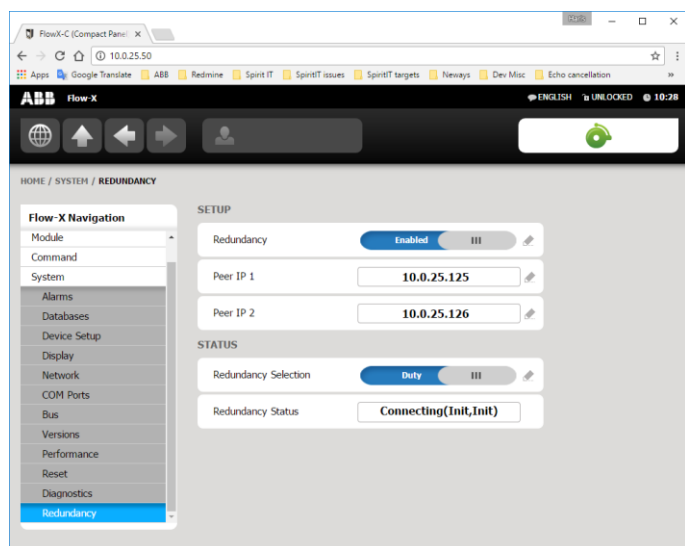 FlowX-C (Compact Panel
10.0.25.50
Apps Google Translate ABB Redmine Spirit IT SpiritIT issues SpiritIT targets Neways Dev Misc Echo cancellation »
ABB Flow-X ENGLISH UNLOCKED 10:28
HOME / SYSTEM / REDUNDANCY
Flow-X Navigation
Module
Command
System
Alarms
Databases
Device Setup
Display
Network
COM Ports
Bus
Versions
Performance
Reset
Diagnostics
Redundancy
SETUP
Redundancy Enabled
Peer IP 1 10.0.25.125
Peer IP 2 10.0.25.126
STATUS
Redundancy Selection Duty
Redundancy Status Connecting(Init,Init)